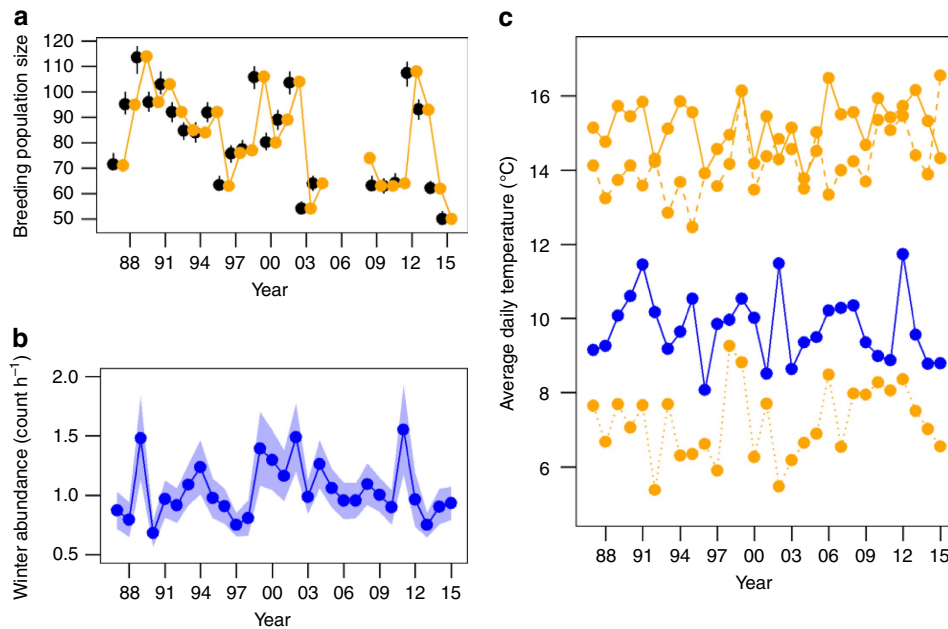 a
Breeding population size
120
110
100
90
80
70
60
50
88 91 94 97 00 03 06 09 12 15
Year
b
Winter abundance (count h⁻¹)
2.0
1.5
1.0
0.5
88 91 94 97 00 03 06 09 12 15
Year
c
Average daily temperature (°C)
16
14
12
10
8
6
88 91 94 97 00 03 06 09 12 15
Year